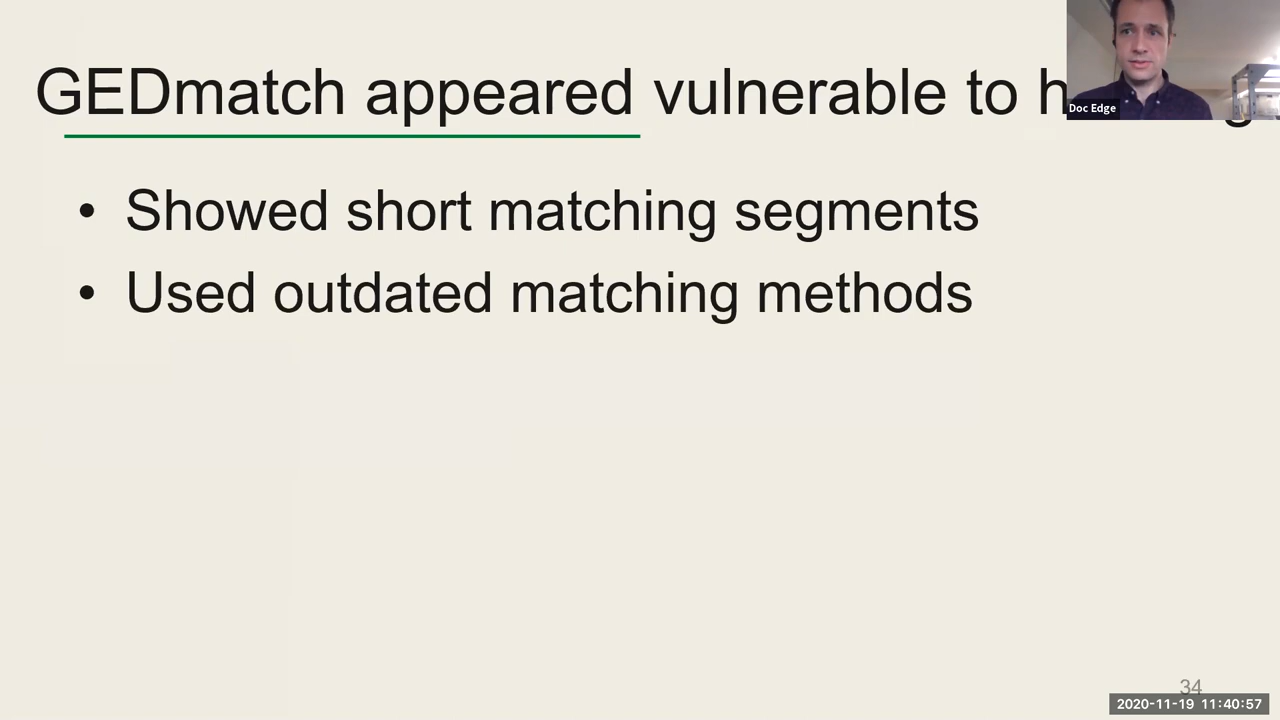 GEDmatch appeared vulnerable to
Doc Edge
• Showed short matching segments
• Used outdated matching methods
34
2020-11-19 11:40:57